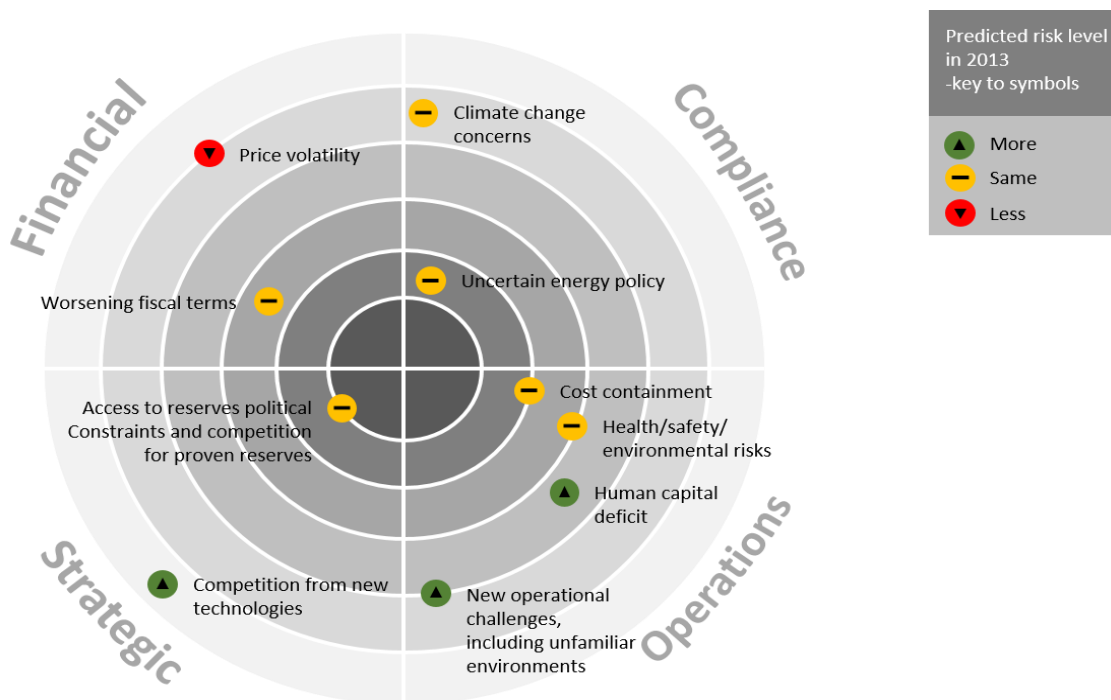 Financial
Compliance
Strategic
Operations
Predicted risk level
in 2013
-key to symbols
More
Same
Less
Climate change
concerns
Price volatility
Uncertain energy policy
Worsening fiscal terms
Cost containment
Access to reserves political
Constraints and competition
for proven reserves
Health/safety/
environmental risks
Human capital
deficit
Competition from new
technologies
New operational
challenges,
including unfamiliar
environments